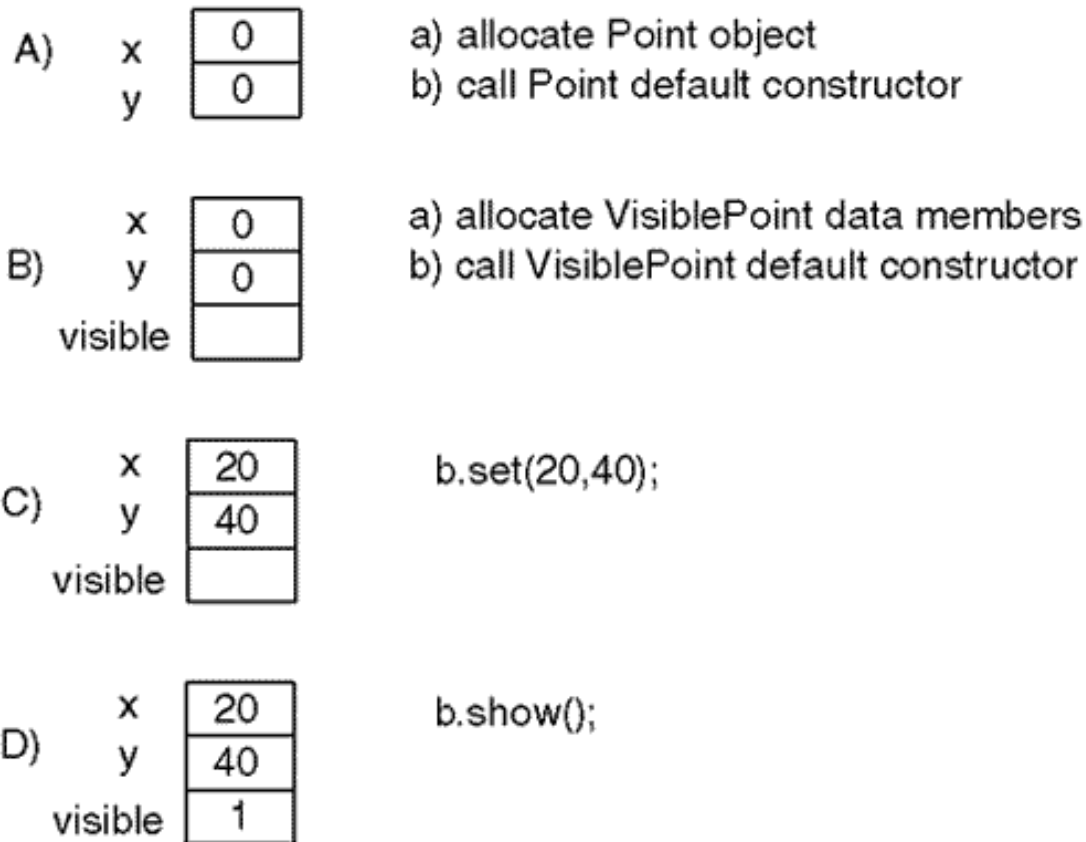 A) x 0 a) allocate Point object
y 0 b) call Point default constructor
x 0 a) allocate VisiblePoint data members
B) y 0 b) call VisiblePoint default constructor
visible
x 20 b.set(20,40);
C) y 40
visible
x 20 b.show();
D) y 40
visible 1